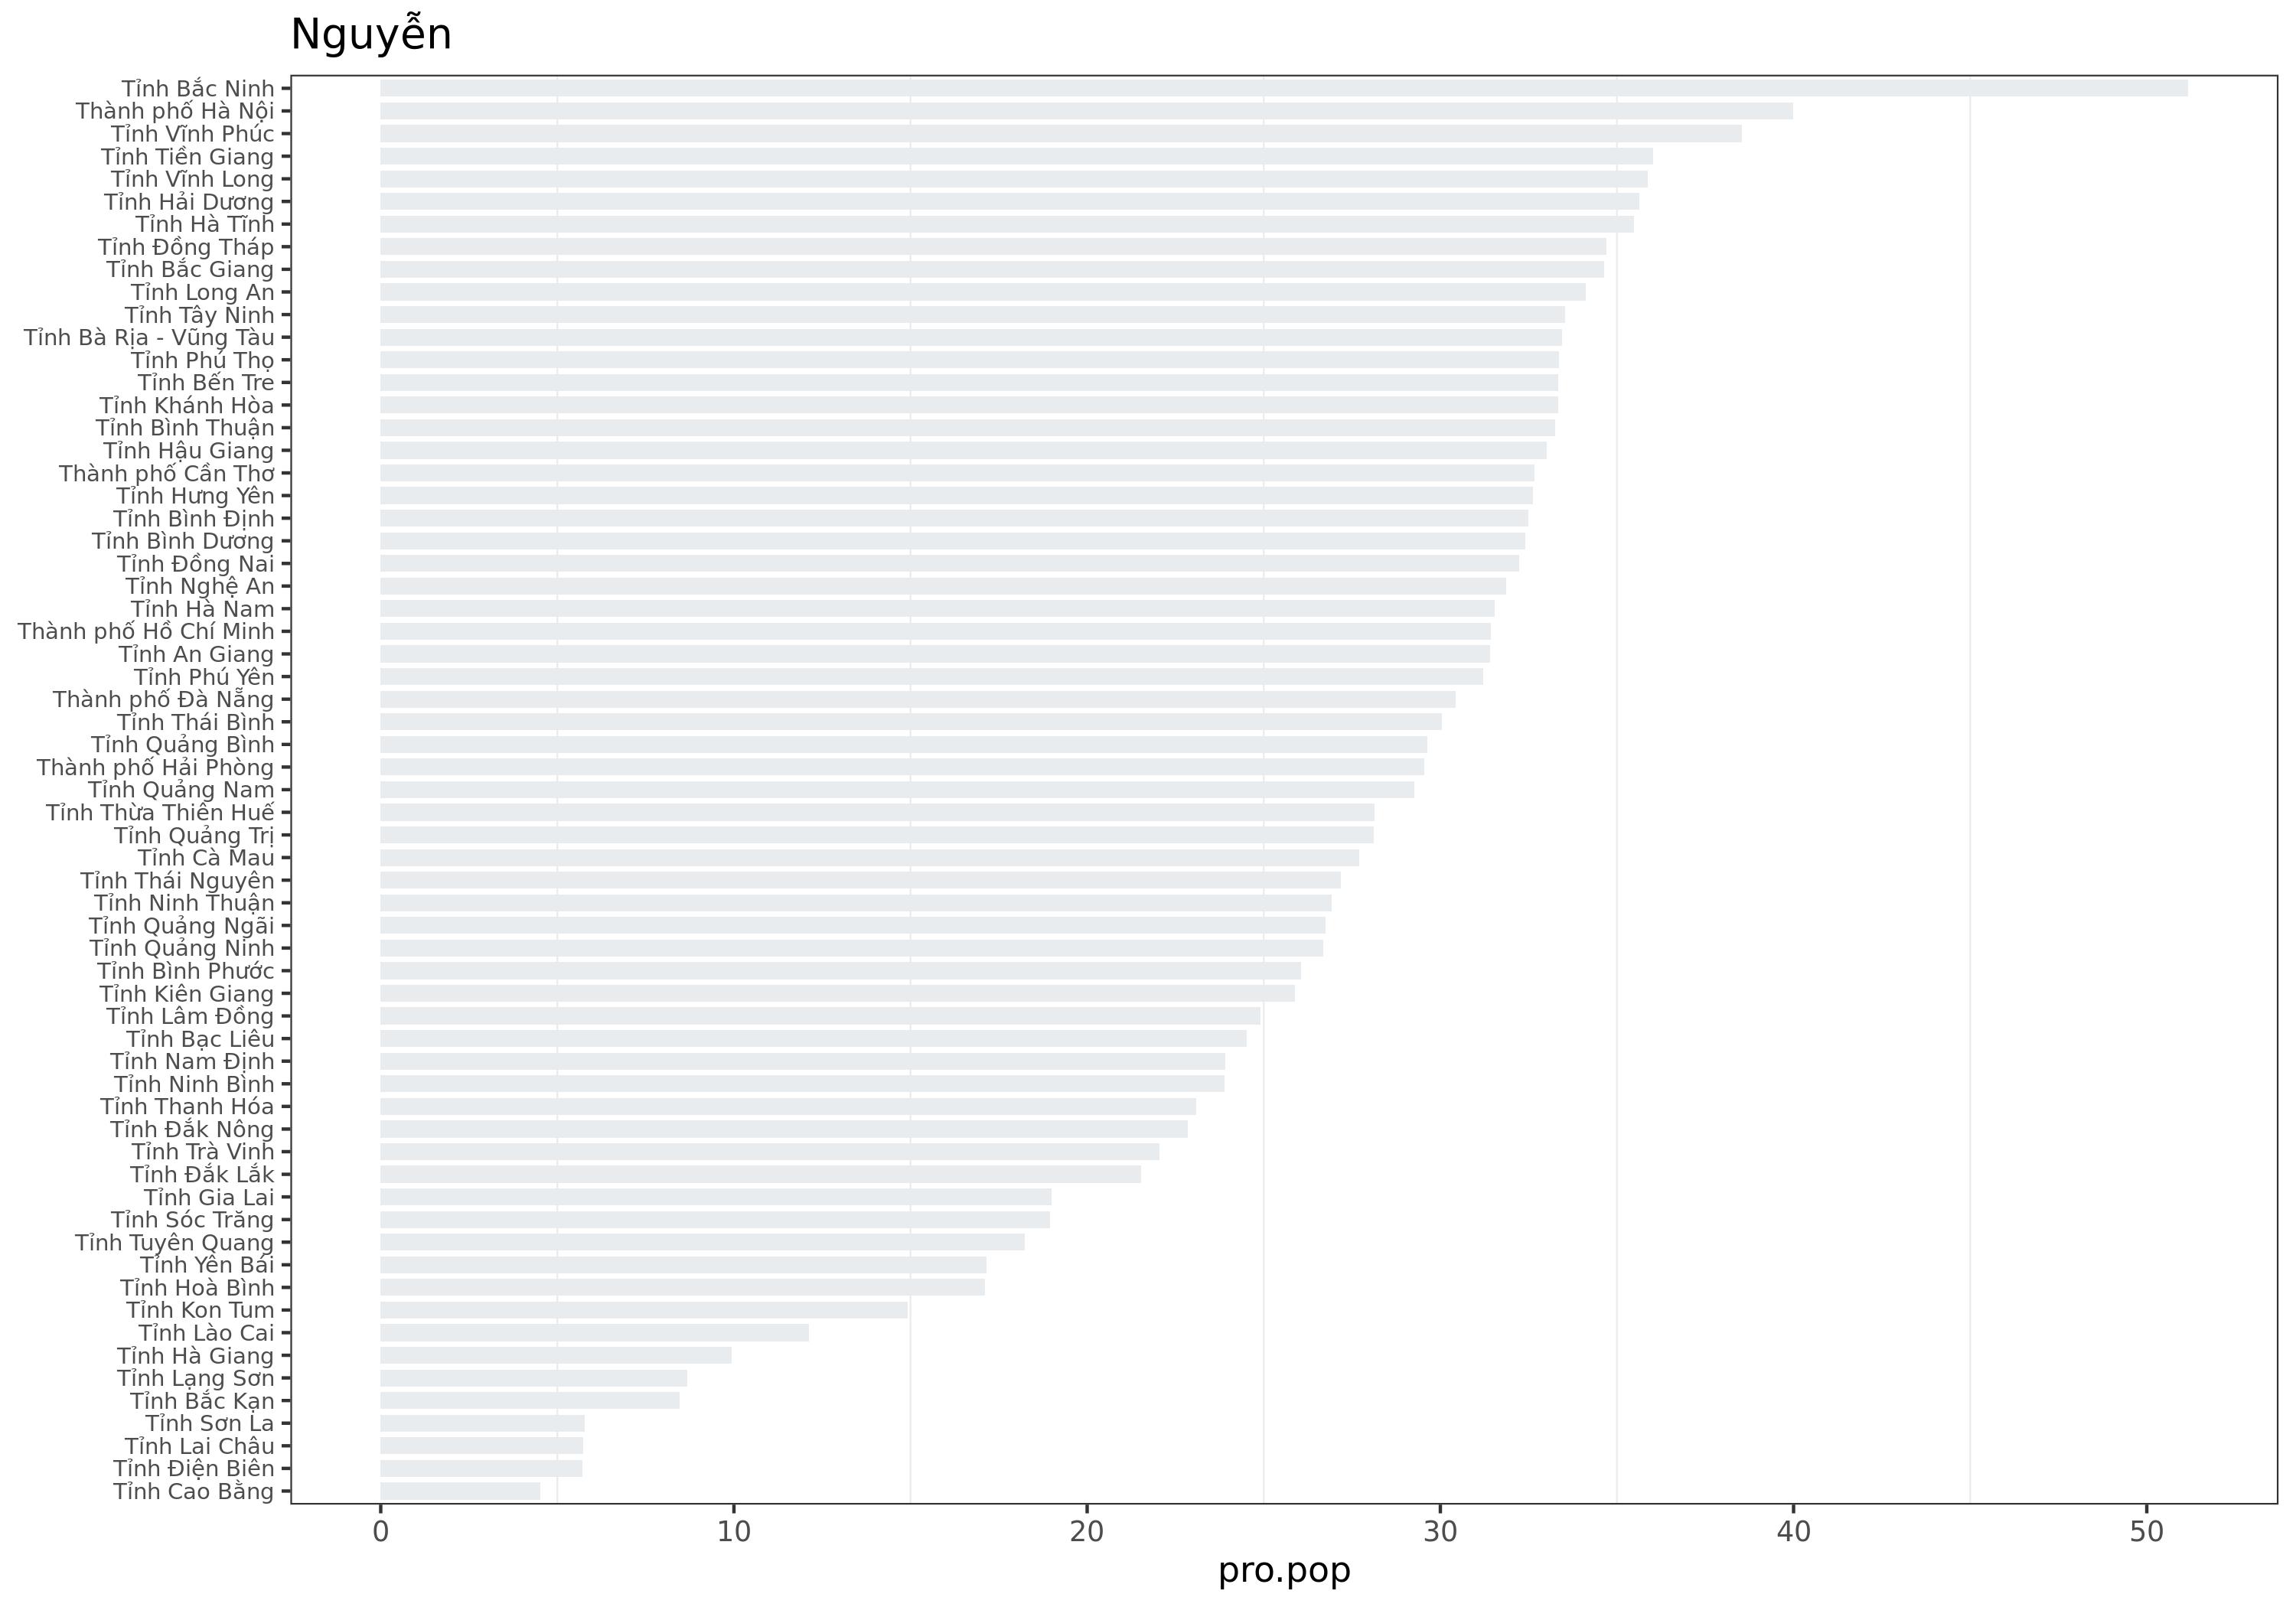 Nguyễn
Tỉnh Bắc Ninh
Thành phố Hà Nội
Tỉnh Vĩnh Phúc
Tỉnh Tiền Giang
Tỉnh Vĩnh Long
Tỉnh Hải Dương
Tỉnh Hà Tĩnh
Tỉnh Đồng Tháp
Tỉnh Bắc Giang
Tỉnh Long An
Tỉnh Tây Ninh
Tỉnh Bà Rịa - Vũng Tàu
Tỉnh Phú Thọ
Tỉnh Bến Tre
Tỉnh Khánh Hòa
Tỉnh Bình Thuận
Tỉnh Hậu Giang
Thành phố Cần Thơ
Tỉnh Hưng Yên
Tỉnh Bình Định
Tỉnh Bình Dương
Tỉnh Đồng Nai
Tỉnh Nghệ An
Tỉnh Hà Nam
Thành phố Hồ Chí Minh
Tỉnh An Giang
Tỉnh Phú Yên
Thành phố Đà Nẵng
Tỉnh Thái Bình
Tỉnh Quảng Bình
Thành phố Hải Phòng
Tỉnh Quảng Nam
Tỉnh Thừa Thiên Huế
Tỉnh Quảng Trị
Tỉnh Cà Mau
Tỉnh Thái Nguyên
Tỉnh Ninh Thuận
Tỉnh Quảng Ngãi
Tỉnh Quảng Ninh
Tỉnh Bình Phước
Tỉnh Kiên Giang
Tỉnh Lâm Đồng
Tỉnh Bạc Liêu
Tỉnh Nam Định
Tỉnh Ninh Bình
Tỉnh Thanh Hóa
Tỉnh Đắk Nông
Tỉnh Trà Vinh
Tỉnh Đắk Lắk
Tỉnh Gia Lai
Tỉnh Sóc Trăng
Tỉnh Tuyên Quang
Tỉnh Yên Bái
Tỉnh Hoà Bình
Tỉnh Kon Tum
Tỉnh Lào Cai
Tỉnh Hà Giang
Tỉnh Lạng Sơn
Tỉnh Bắc Kạn
Tỉnh Sơn La
Tỉnh Lai Châu
Tỉnh Điện Biên
Tỉnh Cao Bằng
0 10 20 30 40 50
pro.pop